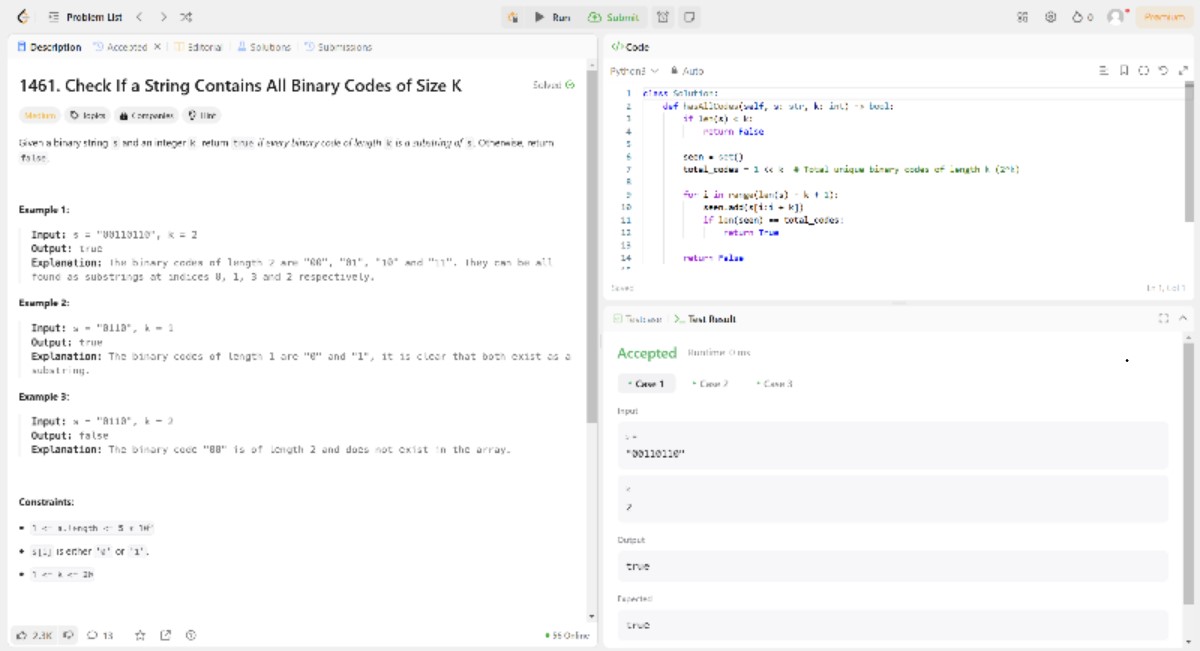 Problem List
Run
Submit
0
Premium
Description
Accepted
Editorial
Solutions
Submissions
1461. Check If a String Contains All Binary Codes of Size K
Solved
Medium
Topics
Companies
Hint
Given a binary string s and an integer k, return true if every binary code of length k is a substring of s. Otherwise, return
false.
Example 1:
Input: s = "00110110", k = 2
Output: true
Explanation: The binary codes of length 2 are "00", "01", "10" and "11". They can be all
found as substrings at indices 0, 1, 3 and 2 respectively.
Example 2:
Input: s = "0110", k = 1
Output: true
Explanation: The binary codes of length 1 are "0" and "1", it is clear that both exist as a
substring.
Example 3:
Input: s = "0110", k = 2
Output: false
Explanation: The binary code "00" is of length 2 and does not exist in the array.
Constraints:
1 <= s.length <= 5 *
s[i] is either '0' or '1'.
1 <= k <= 20
2.3K
13
56 Online
Code
Python3
Auto
1 class Solution:
2 def hasAllCodes(self, s: str, k: int) -> bool:
3 if len(s) < k:
4 return False
5
6 seen = set()
7 total_codes = 1 << k # Total unique binary codes of length k (2^k)
8
9 for i in range(len(s) - k + 1):
10 seen.add(s[i:i + k])
11 if len(seen) == total_codes:
12 return True
13
14 return False
Saved
Ln 1, Col 1
Testcase
Test Result
Accepted
Runtime: 0 ms
Case 1
Case 2
Case 3
Input
s =
"00110110"
2
Output
true
Expected
true